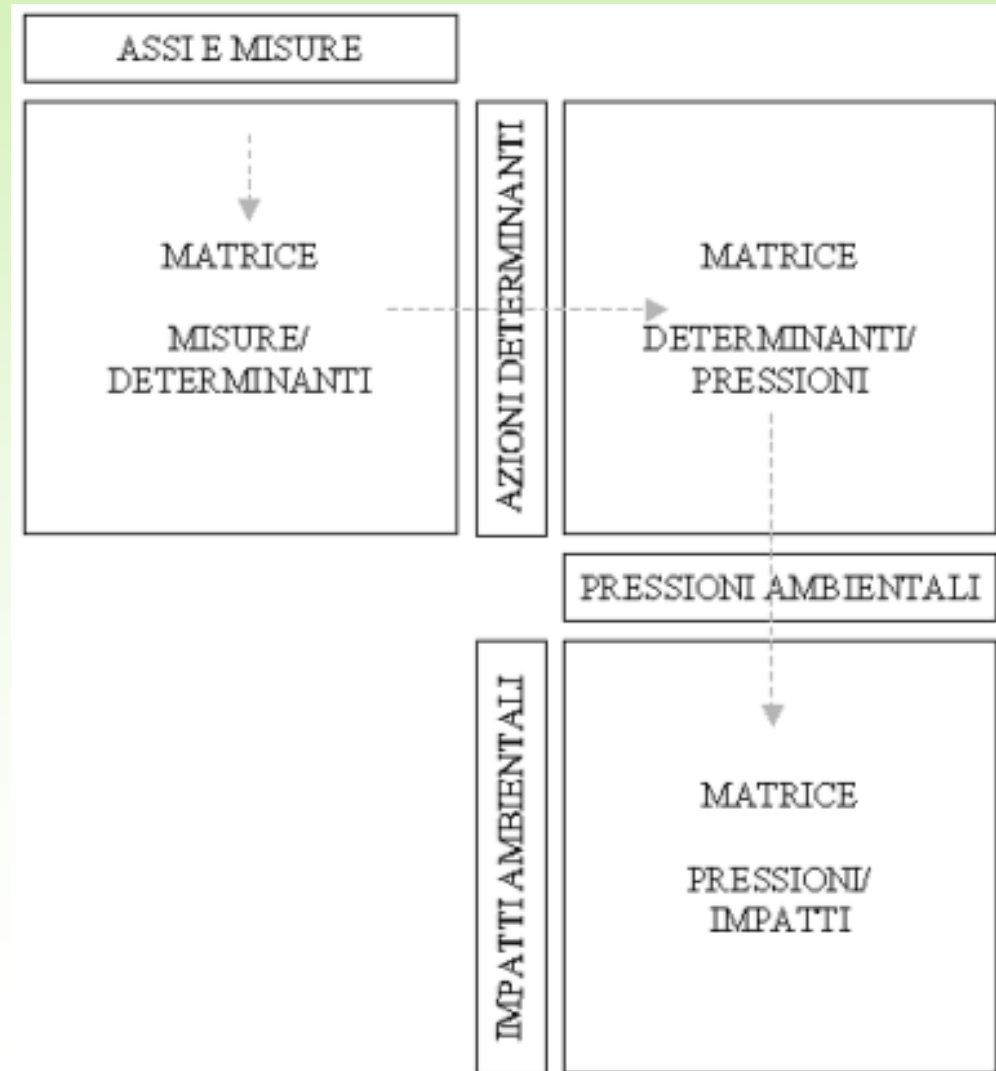 ASSI E MISURE
MATRICE
MISURE/
DETERMINANTI
AZIONI DETERMINANTI
MATRICE
DETERMINANTI/
PRESSIONI
PRESSIONI AMBIENTALI
IMPATTI AMBIENTALI
MATRICE
PRESSIONI/
IMPATTI